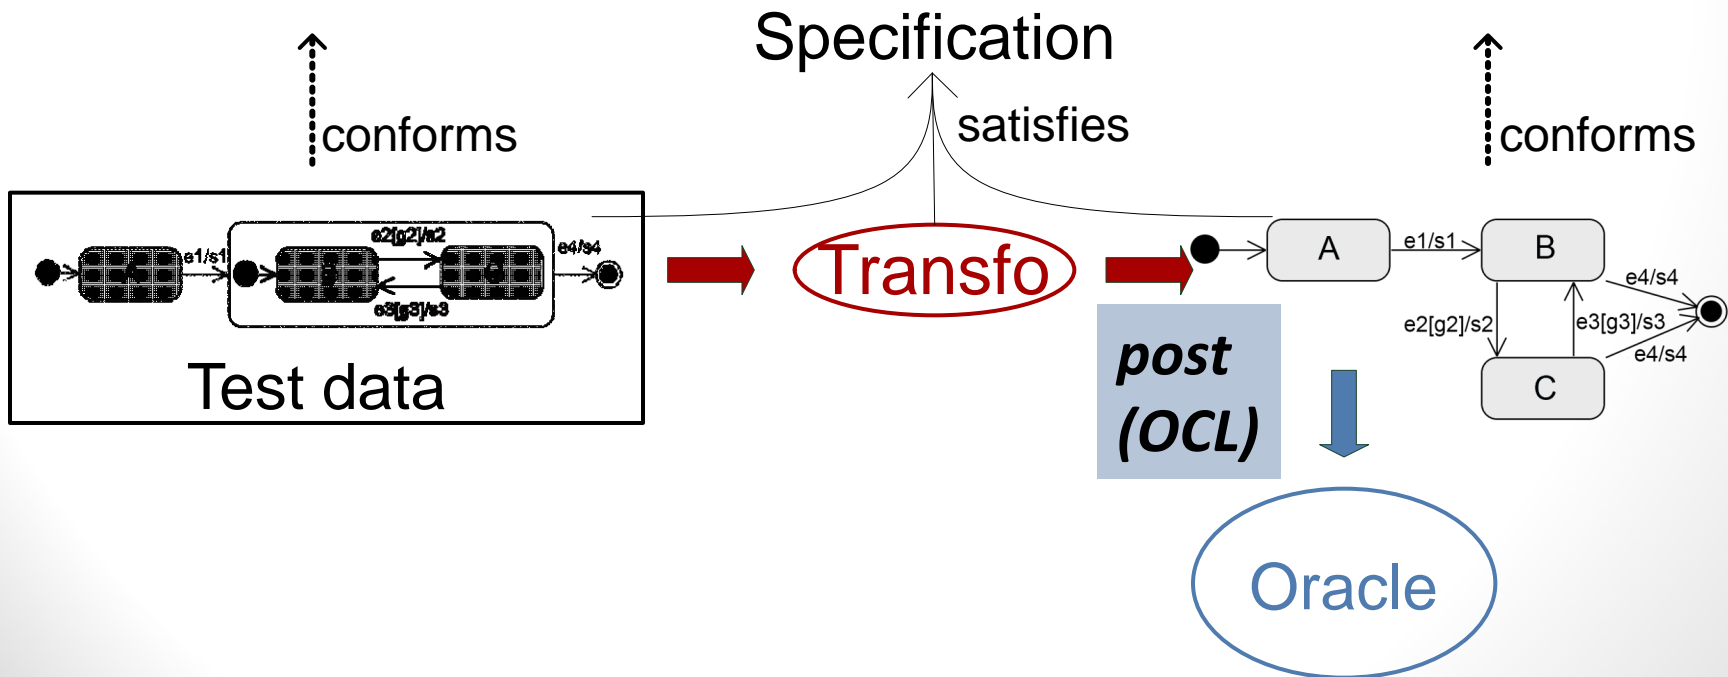 Specification
conforms
satisfies
conforms
e1/s1
e2[g2]/s2
e4/s4
e3[g3]/s3
Test data
Transfo
A
e1/s1
B
e4/s4
e2[g2]/s2
e3[g3]/s3
e4/s4
C
post
(OCL)
Oracle